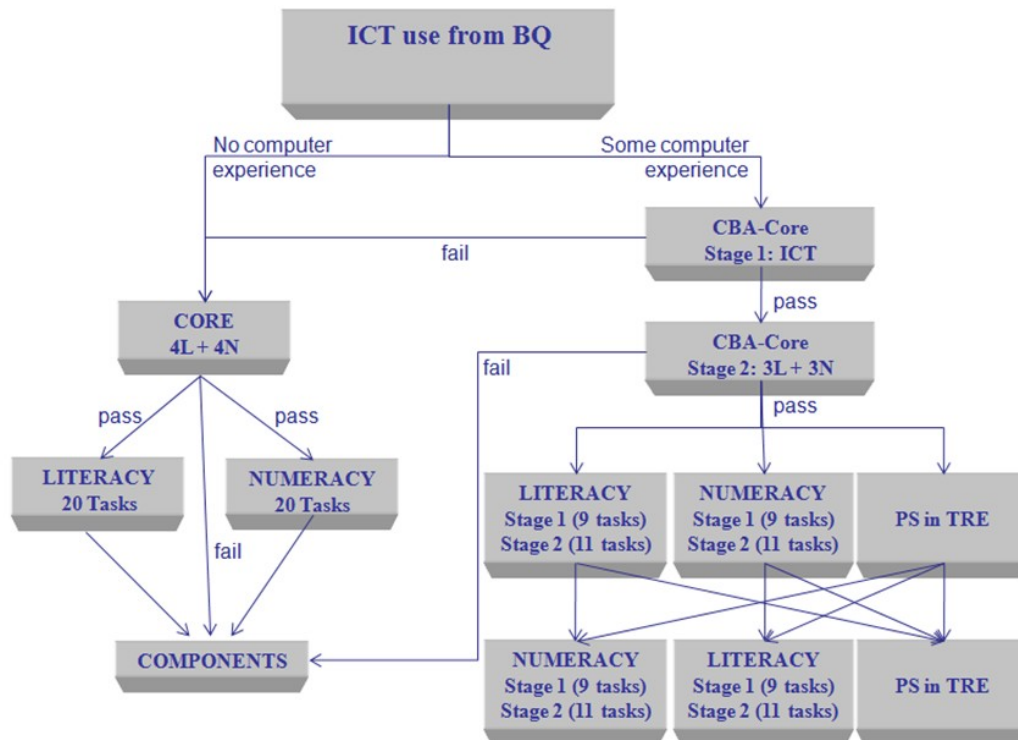 ICT use from BQ
No computer
experience
Some computer
experience
CBA-Core
Stage 1: ICT
fail
pass
CORE
4L + 4N
CBA-Core
Stage 2: 3L + 3N
fail
pass
pass
pass
LITERACY
20 Tasks
NUMERACY
20 Tasks
LITERACY
Stage 1 (9 tasks)
Stage 2 (11 tasks)
NUMERACY
Stage 1 (9 tasks)
Stage 2 (11 tasks)
PS in TRE
fail
COMPONENTS
NUMERACY
Stage 1 (9 tasks)
Stage 2 (11 tasks)
LITERACY
Stage 1 (9 tasks)
Stage 2 (11 tasks)
PS in TRE